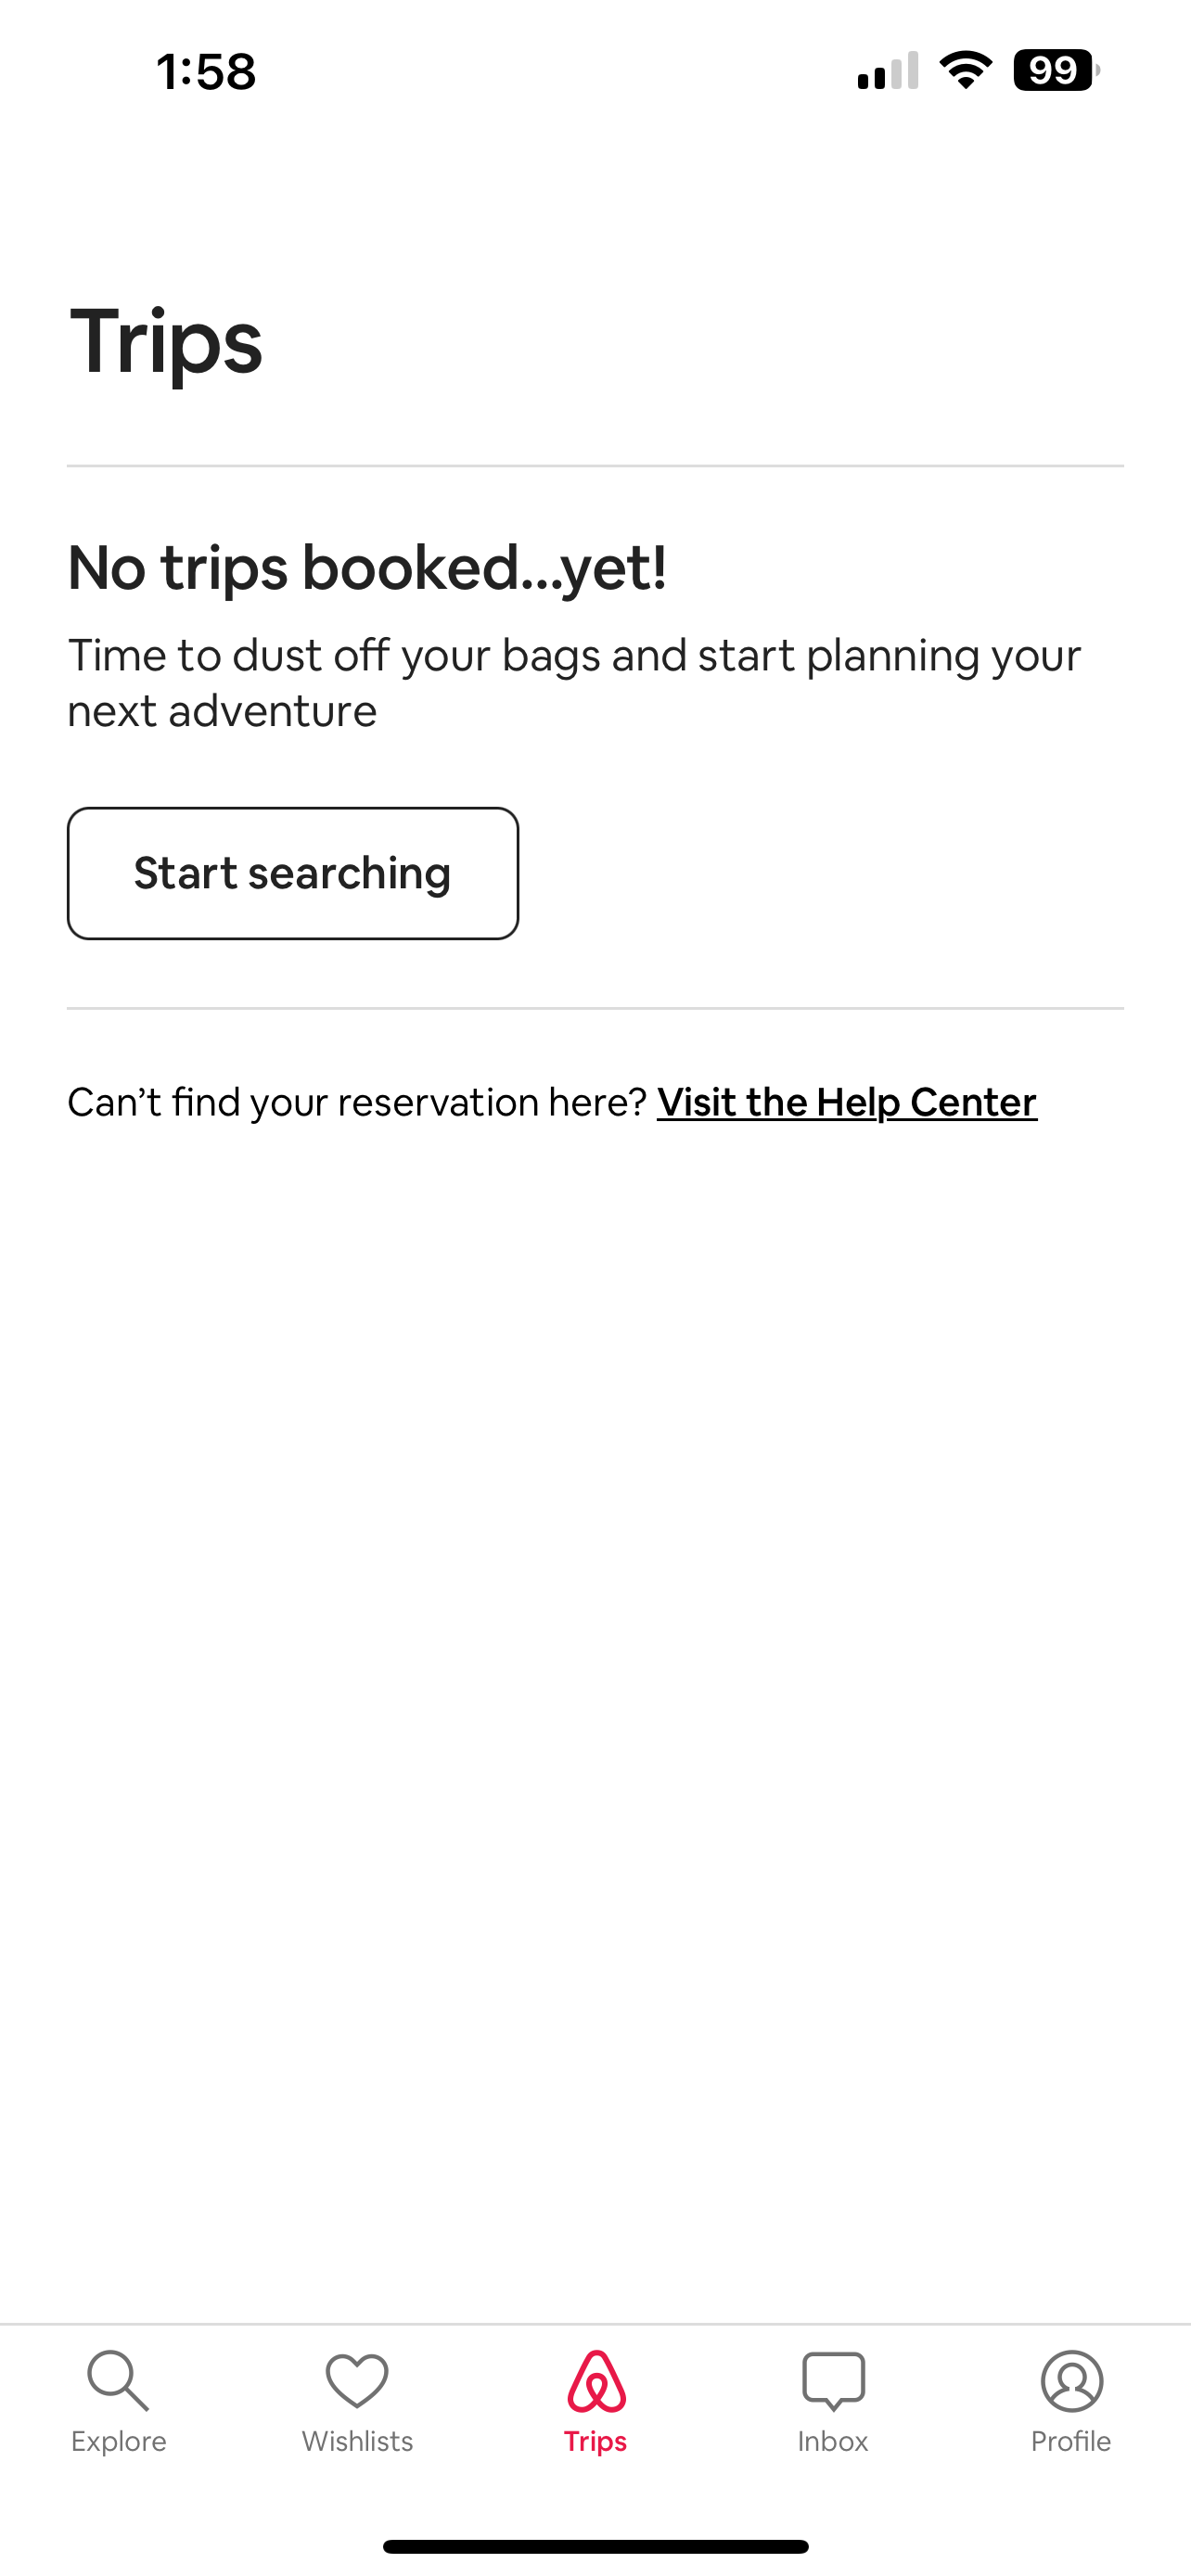 1:58
99
Trips
No trips booked...yet!
Time to dust off your bags and start planning your
next adventure
Start searching
Can’t find your reservation here? Visit the Help Center
Explore
Wishlists
Trips
Inbox
Profile